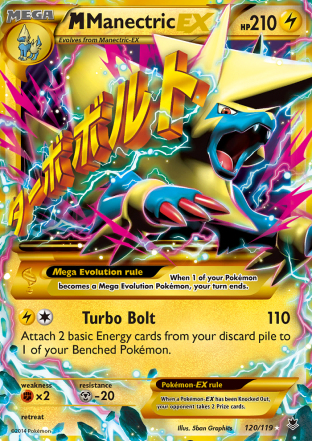 MEGA M Manectric EX HP210
Evolves from Manectric-EX
ライボルト
Mega Evolution rule
When 1 of your Pokémon
becomes a Mega Evolution Pokémon, your turn ends.
Turbo Bolt 110
Attach 2 basic Energy cards from your discard pile to
1 of your Benched Pokémon.
weakness resistance
×2 -20
Pokémon-EX rule
When a Pokémon-EX has been Knocked Out,
your opponent takes 2 Prize cards.
retreat
©2014 Pokémon Illus. 5ban Graphics 120/119